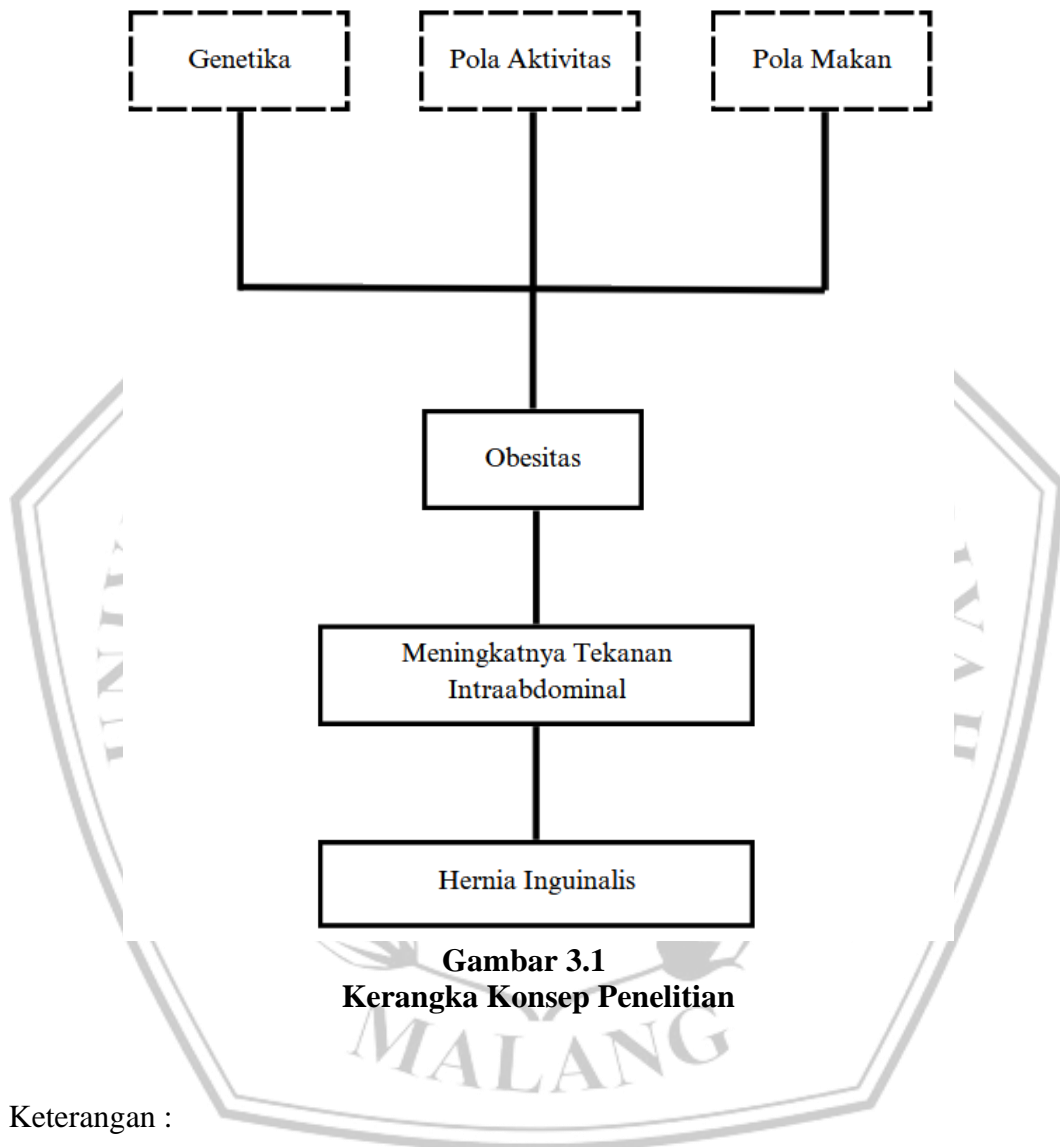 Genetika
Pola Aktivitas
Pola Makan
Obesitas
Meningkatnya Tekanan
Intraabdominal
Hernia Inguinalis
Gambar 3.1
Kerangka Konsep Penelitian
MALANG
Keterangan :